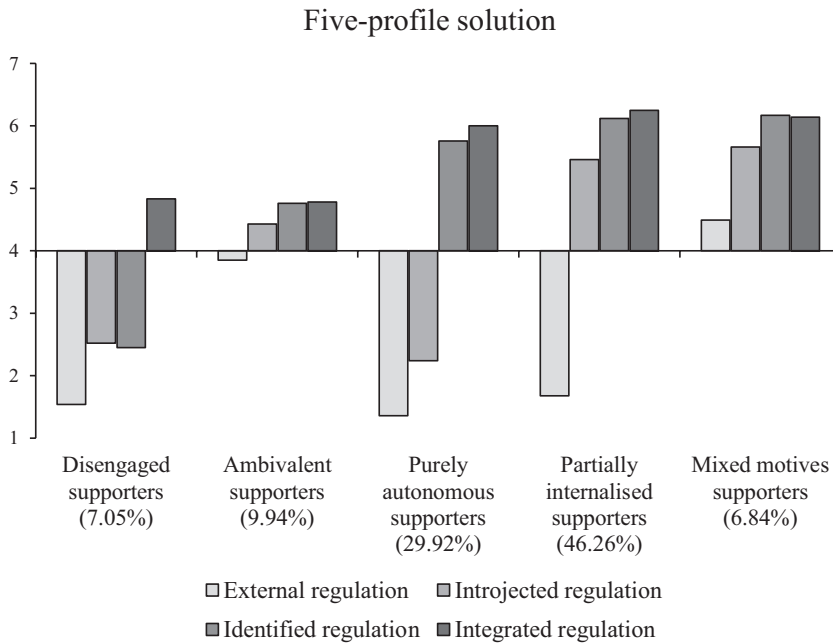 Five-profile solution
7
6
5
4
3
2
1
Disengaged
supporters
(7.05%)
Ambivalent
supporters
(9.94%)
Purely
autonomous
supporters
(29.92%)
Partially
internalised
supporters
(46.26%)
Mixed motives
supporters
(6.84%)
External regulation
Introjected regulation
Identified regulation
Integrated regulation